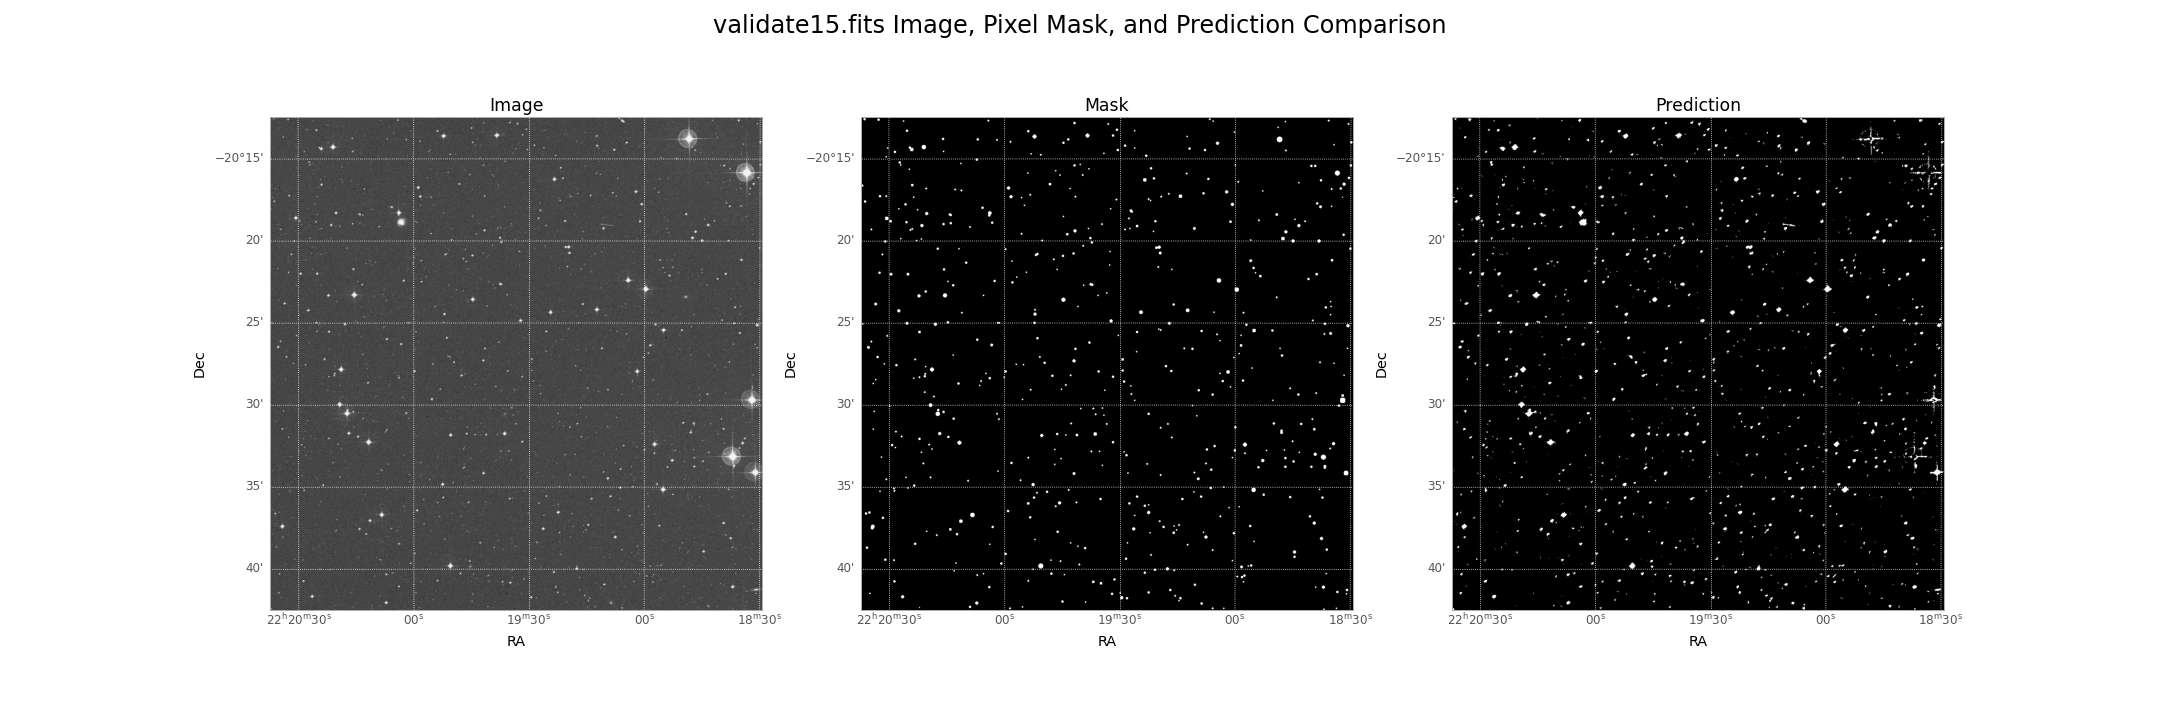 validate15.fits Image, Pixel Mask, and Prediction Comparison
Image
−20°15'
20'
25'
30'
35'
40'
Dec
22h20m30s 00s 19m30s 00s 18m30s
RA
Mask
−20°15'
20'
25'
30'
35'
40'
Dec
22h20m30s 00s 19m30s 00s 18m30s
RA
Prediction
−20°15'
20'
25'
30'
35'
40'
Dec
22h20m30s 00s 19m30s 00s 18m30s
RA